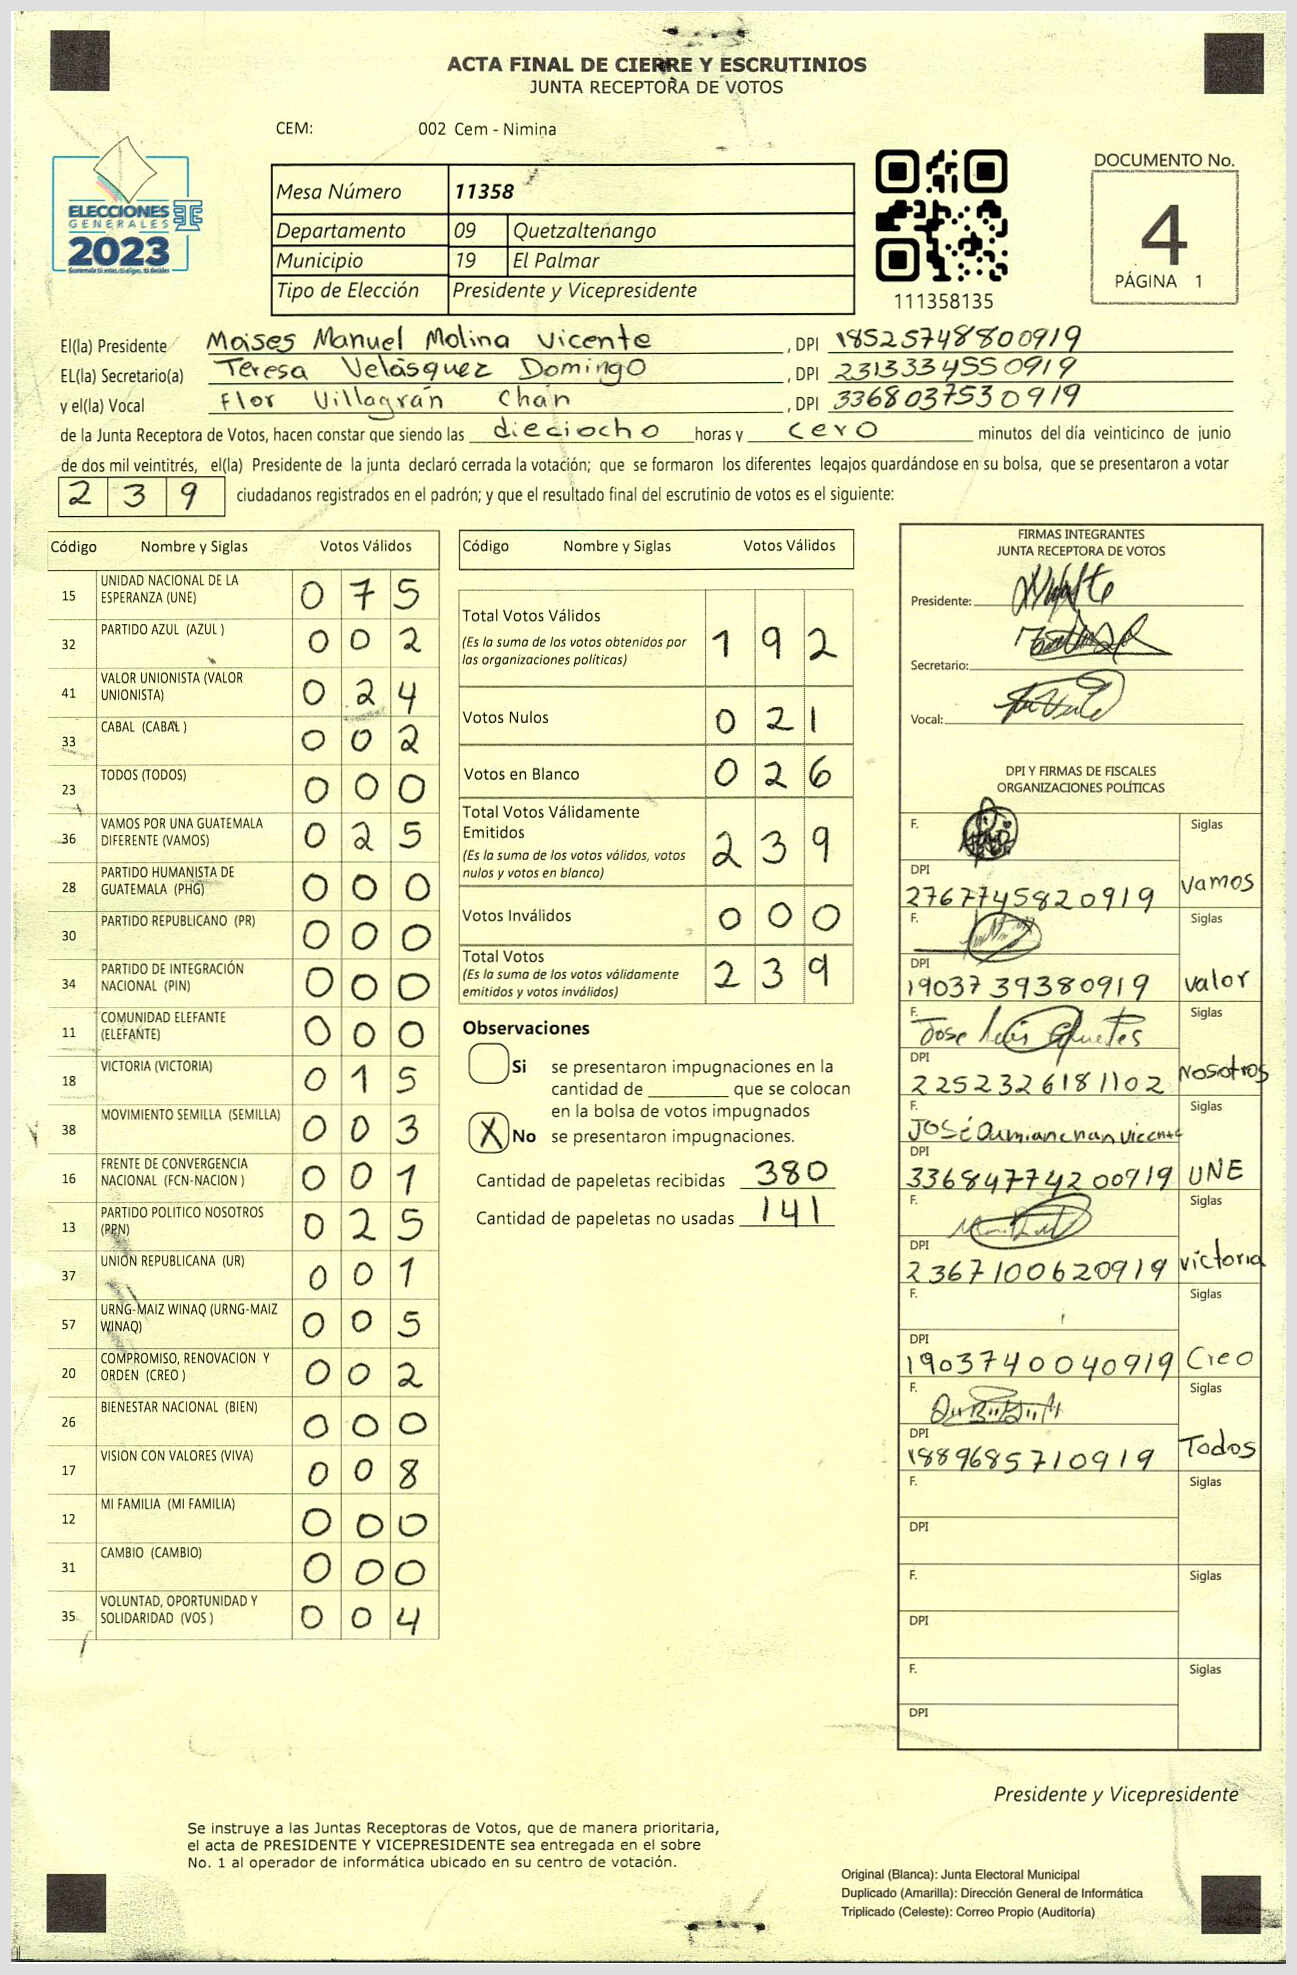 ACTA FINAL DE CIERRE Y ESCRUTINIOS
JUNTA RECEPTORA DE VOTOS
CEM: 002 Cem - Nimina
ELECCIONES
GENERALES
2023
Mesa Número 11358
Departamento 09 Quetzaltenango
Municipio 19 El Palmar
Tipo de Elección Presidente y Vicepresidente
111358135
DOCUMENTO No.
4
PÁGINA 1
El(la) Presidente Moises Manuel Molina Vicente , DPI 1852574880 0919
EL(la) Secretario(a) Teresa Velásquez Domingo , DPI 231333455 0919
y el(la) Vocal Flor Villagrán Chán , DPI 336803753 0919
de la Junta Receptora de Votos, hacen constar que siendo las dieciocho horas y cero minutos del día veinticinco de junio
de dos mil veintitrés, el(la) Presidente de la junta declaró cerrada la votación; que se formaron los diferentes legajos guardándose en su bolsa, que se presentaron a votar
2 3 9 ciudadanos registrados en el padrón; y que el resultado final del escrutinio de votos es el siguiente:
Código Nombre y Siglas Votos Válidos
15 UNIDAD NACIONAL DE LA ESPERANZA (UNE) 0 7 5
32 PARTIDO AZUL (AZUL ) 0 0 2
41 VALOR UNIONISTA (VALOR UNIONISTA) 0 2 4
33 CABAL (CABAL ) 0 0 2
23 TODOS (TODOS) 0 0 0
36 VAMOS POR UNA GUATEMALA DIFERENTE (VAMOS) 0 2 5
28 PARTIDO HUMANISTA DE GUATEMALA (PHG) 0 0 0
30 PARTIDO REPUBLICANO (PR) 0 0 0
34 PARTIDO DE INTEGRACIÓN NACIONAL (PIN) 0 0 0
11 COMUNIDAD ELEFANTE (ELEFANTE) 0 0 0
18 VICTORIA (VICTORIA) 0 1 5
38 MOVIMIENTO SEMILLA (SEMILLA) 0 0 3
16 FRENTE DE CONVERGENCIA NACIONAL (FCN-NACION ) 0 0 1
13 PARTIDO POLITICO NOSOTROS (PPN) 0 2 5
37 UNION REPUBLICANA (UR) 0 0 1
57 URNG-MAIZ WINAQ (URNG-MAIZ WINAQ) 0 0 5
20 COMPROMISO, RENOVACION Y ORDEN (CREO ) 0 0 2
26 BIENESTAR NACIONAL (BIEN) 0 0 0
17 VISION CON VALORES (VIVA) 0 0 8
12 MI FAMILIA (MI FAMILIA) 0 0 0
31 CAMBIO (CAMBIO) 0 0 0
35 VOLUNTAD, OPORTUNIDAD Y SOLIDARIDAD (VOS ) 0 0 4
Código Nombre y Siglas Votos Válidos
Total Votos Válidos 1 9 2
(Es la suma de los votos obtenidos por
las organizaciones políticas)
Votos Nulos 0 2 1
Votos en Blanco 0 2 6
Total Votos Válidamente
Emitidos 2 3 9
(Es la suma de los votos válidos, votos
nulos y votos en blanco)
Votos Inválidos 0 0 0
Total Votos 2 3 9
(Es la suma de los votos válidamente
emitidos y votos inválidos)
Observaciones
Si se presentaron impugnaciones en la
cantidad de ________ que se colocan
en la bolsa de votos impugnados
X No se presentaron impugnaciones.
Cantidad de papeletas recibidas 380
Cantidad de papeletas no usadas 141
FIRMAS INTEGRANTES
JUNTA RECEPTORA DE VOTOS
Presidente:
Secretario:
Vocal:
DPI Y FIRMAS DE FISCALES
ORGANIZACIONES POLÍTICAS
F. Siglas
DPI Vamos
2767745820919
F. Siglas
DPI Valor
1903739380919
F. Siglas
DPI Nosotros
2252326181102
F. José Damian chan Vicente Siglas
DPI UNE
336847742 00919
F. Siglas
DPI Victoria
2367100620919
F. Siglas
DPI Creo
1903740040919
F. Siglas
DPI Todos
1889685710919
F. Siglas
DPI
F. Siglas
DPI
F. Siglas
DPI
Presidente y Vicepresidente
Se instruye a las Juntas Receptoras de Votos, que de manera prioritaria,
el acta de PRESIDENTE Y VICEPRESIDENTE sea entregada en el sobre
No. 1 al operador de informática ubicado en su centro de votación.
Original (Blanca): Junta Electoral Municipal
Duplicado (Amarilla): Dirección General de Informática
Triplicado (Celeste): Correo Propio (Auditoría)